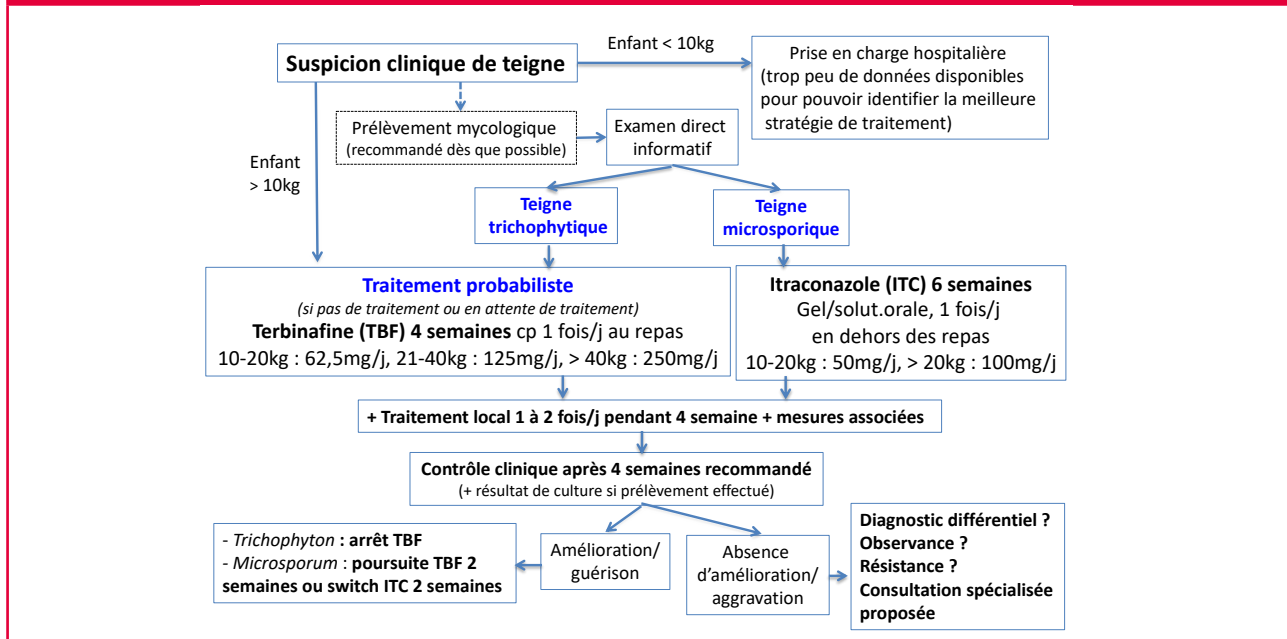 Suspicion clinique de teigne
Enfant < 10kg
Prise en charge hospitalière
(trop peu de données disponibles
pour pouvoir identifier la meilleure
stratégie de traitement)
Prélèvement mycologique
(recommandé dès que possible)
Examen direct
informatif
Enfant
> 10kg
Teigne
trichophytique
Teigne
microsporique
Traitement probabiliste
(si pas de traitement ou en attente de traitement)
Terbinafine (TBF) 4 semaines cp 1 fois/j au repas
10-20kg : 62,5mg/j, 21-40kg : 125mg/j, > 40kg : 250mg/j
Itraconazole (ITC) 6 semaines
Gel/solut.orale, 1 fois/j
en dehors des repas
10-20kg : 50mg/j, > 20kg : 100mg/j
+ Traitement local 1 à 2 fois/j pendant 4 semaine + mesures associées
Contrôle clinique après 4 semaines recommandé
(+ résultat de culture si prélèvement effectué)
- Trichophyton : arrêt TBF
- Microsporum : poursuite TBF 2
semaines ou switch ITC 2 semaines
Amélioration/
guérison
Absence
d'amélioration/
aggravation
Diagnostic différentiel ?
Observance ?
Résistance ?
Consultation spécialisée
proposée